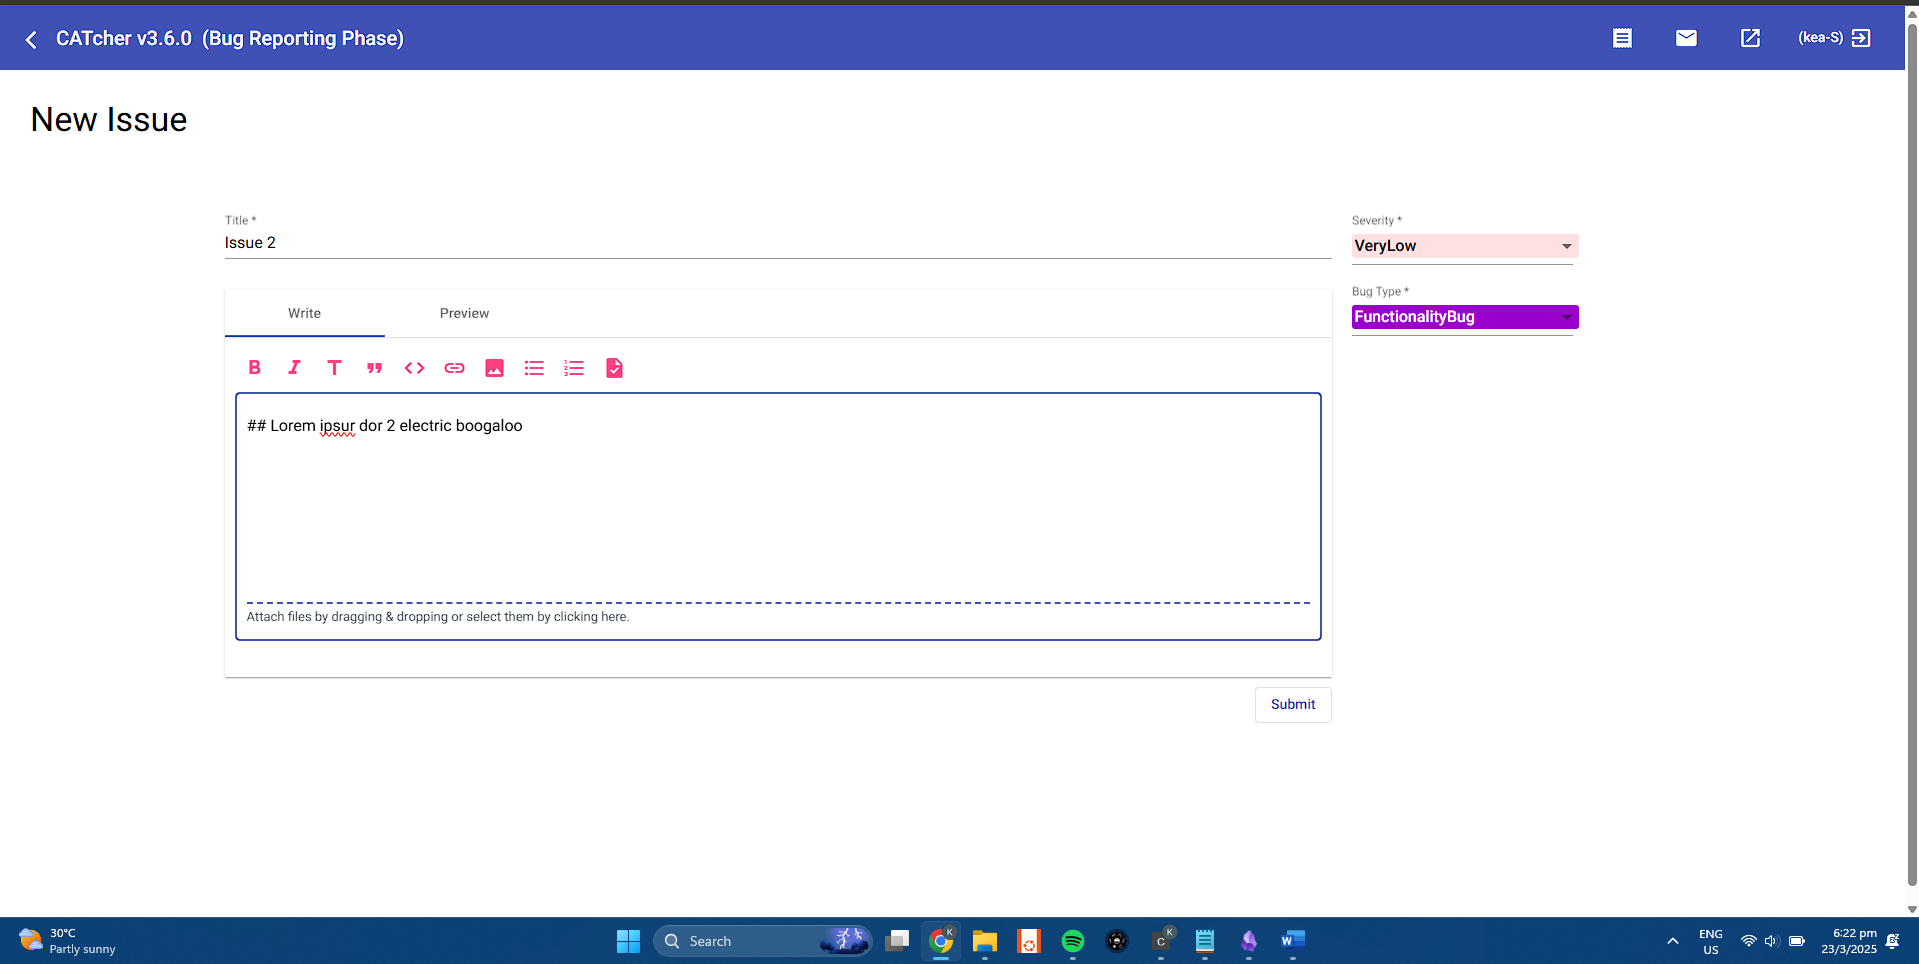 CATcher v3.6.0 (Bug Reporting Phase)
(kea-S)
New Issue
Title *
Issue 2
Severity *
VeryLow
Bug Type *
FunctionalityBug
Write
Preview
## Lorem ipsur dor 2 electric boogaloo
Attach files by dragging & dropping or select them by clicking here.
Submit
30°C
Partly sunny
Search
K
C
K
W
ENG
US
6:22 pm
23/3/2025